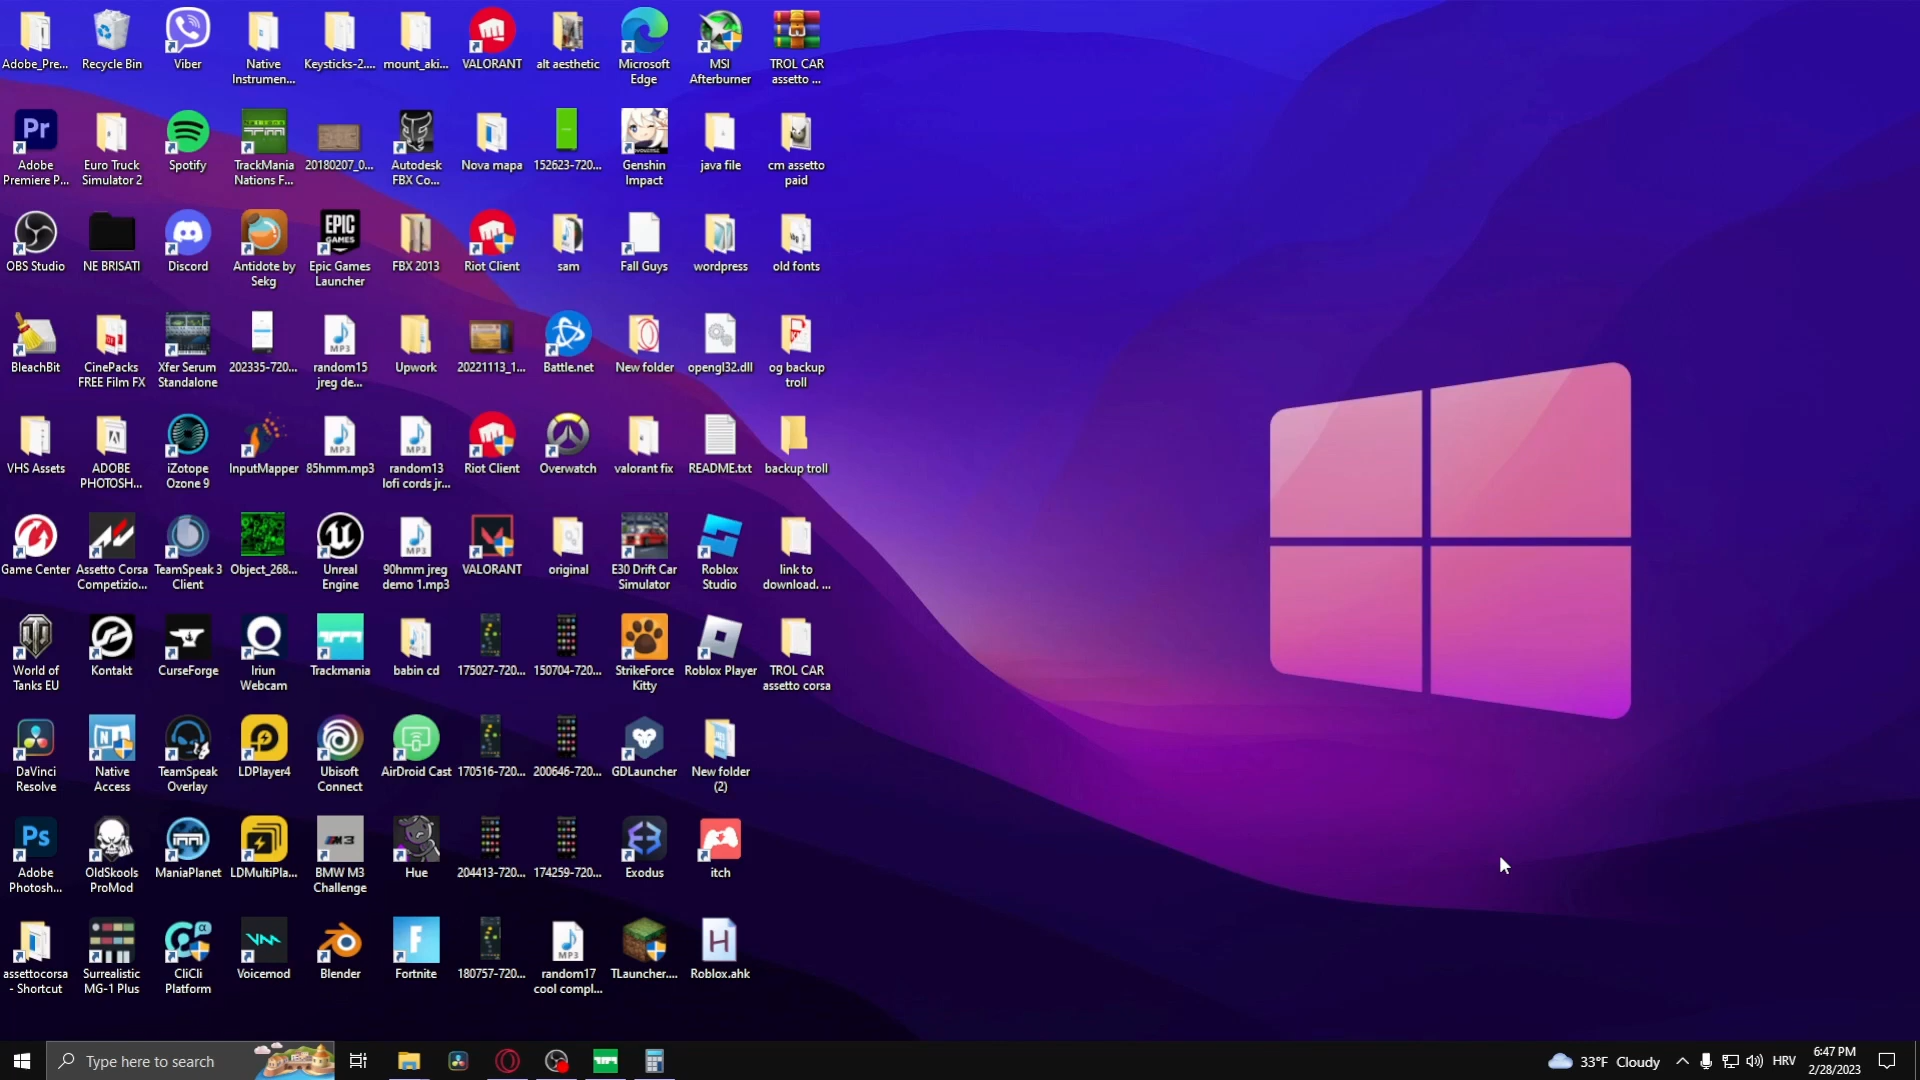 Adobe_Pre...
Recycle Bin
Viber
Native
Instrumen...
Keysticks-2....
mount_aki...
VALORANT
alt aesthetic
Microsoft
Edge
MSI
Afterburner
TROL CAR
assetto ...
Pr
Adobe
Premiere P...
Euro Truck
Simulator 2
Spotify
TrackMania
Nations F...
20180207_0...
Autodesk
FBX Co...
Nova mapa
152623-720...
Genshin
Impact
java file
cm assetto
paid
OBS Studio
NE BRISATI
Discord
Antidote by
Sekg
EPIC
GAMES
Epic Games
Launcher
FBX 2013
Riot Client
sam
Fall Guys
wordpress
old fonts
BleachBit
CinePacks
FREE Film FX
Xfer Serum
Standalone
202335-720...
MP3
random15
jreg de...
Upwork
20221113_1...
Battle.net
New folder
opengl32.dll
og backup
troll
VHS Assets
ADOBE
PHOTOSH...
iZotope
Ozone 9
InputMapper
MP3
85hmm.mp3
MP3
random13
lofi cords jr...
Riot Client
Overwatch
valorant fix
README.txt
backup troll
Game Center
Assetto Corsa
Competizio...
TeamSpeak 3
Client
Object_268...
Unreal
Engine
MP3
90hmm jreg
demo 1.mp3
VALORANT
original
E30 Drift Car
Simulator
Roblox
Studio
link to
download. ...
World of
Tanks EU
Kontakt
CurseForge
Iriun
Webcam
Trackmania
babin cd
175027-720...
150704-720...
StrikeForce
Kitty
Roblox Player
TROL CAR
assetto corsa
DaVinci
Resolve
Native
Access
TeamSpeak
Overlay
LDPlayer4
Ubisoft
Connect
AirDroid Cast
170516-720...
200646-720...
GDLauncher
New folder
(2)
Ps
Adobe
Photosh...
OldSkools
ProMod
ManiaPlanet
LDMultiPla...
M3
BMW M3
Challenge
Hue
204413-720...
174259-720...
Exodus
itch
assettocorsa
- Shortcut
Surrealistic
MG-1 Plus
CliCli
Platform
Voicemod
Blender
F
Fortnite
180757-720...
MP3
random17
cool compl...
TLauncher....
H
Roblox.ahk
Type here to search
33°F Cloudy
HRV
6:47 PM
2/28/2023